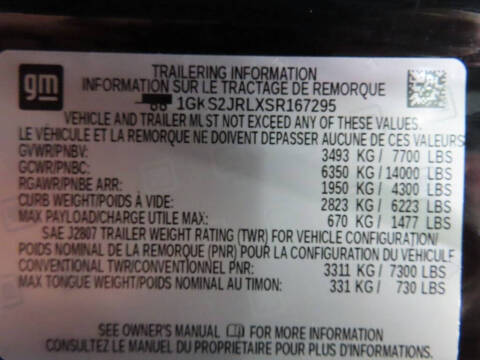 gm
TRAILERING INFORMATION
INFORMATION SUR LE TRACTAGE DE REMORQUE
1GKS2JRLXSR167295
VEHICLE AND TRAILER MUST NOT EXCEED ANY OF THESE VALUES/
LE VÉHICULE ET LA REMORQUE NE DOIVENT DÉPASSER AUCUNE DE CES VALEURS
GVWR/PNBV: 3493 KG / 7700 LBS
GCWR/PNBC: 6350 KG / 14000 LBS
RGAWR/PNBE ARR: 1950 KG / 4300 LBS
CURB WEIGHT/POIDS À VIDE: 2823 KG / 6223 LBS
MAX PAYLOAD/CHARGE UTILE MAX: 670 KG / 1477 LBS
SAE J2807 TRAILER WEIGHT RATING (TWR) FOR VEHICLE CONFIGURATION/
POIDS NOMINAL DE LA REMORQUE (PNR) POUR LA CONFIGURATION DU VÉHICULE
CONVENTIONAL TWR/CONVENTIONNEL PNR: 3311 KG / 7300 LBS
MAX TONGUE WEIGHT/POIDS NOMINAL AU TIMON: 331 KG / 730 LBS
SEE OWNER'S MANUAL FOR MORE INFORMATION
CONSULTEZ LE MANUEL DU PROPRIÉTAIRE POUR PLUS D'INFORMATIONS.